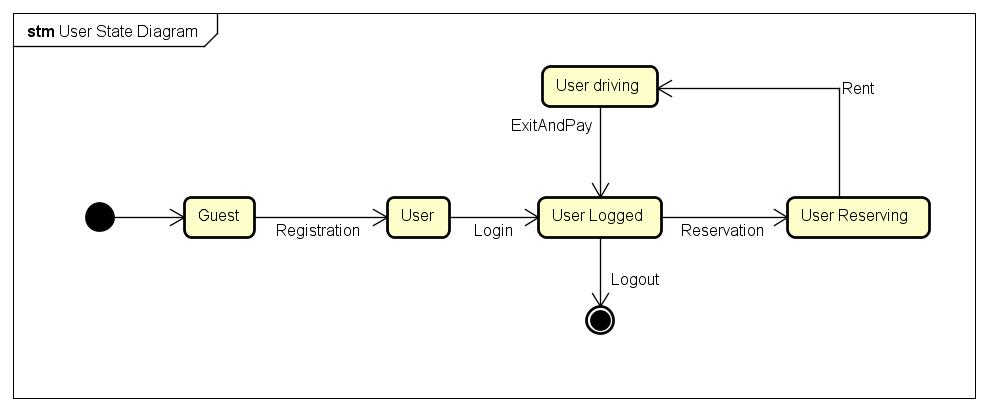 stm User State Diagram
User driving
Rent
ExitAndPay
Guest
User
User Logged
User Reserving
Registration
Login
Reservation
Logout